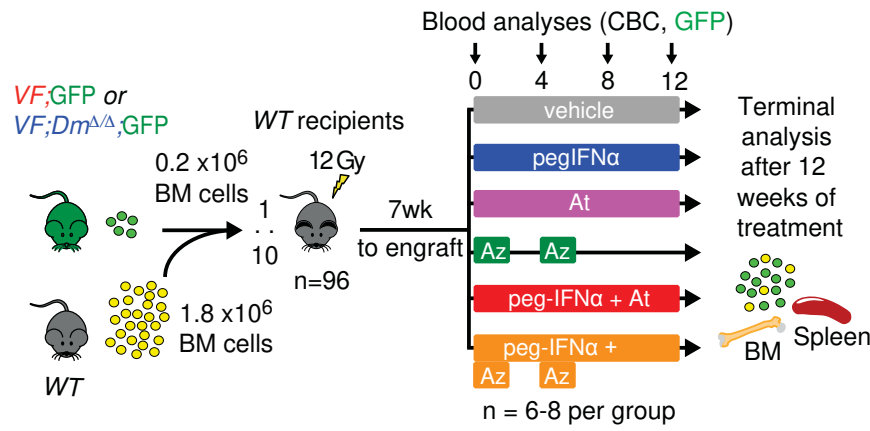 Blood analyses (CBC, GFP)
0 4 8 12
VF;GFP or
VF;Dm^Δ/Δ;GFP
0.2 x10⁶
BM cells
WT recipients
12Gy
1
. .
10
n=96
7wk
to engraft
1.8 x10⁶
BM cells
WT
vehicle
pegIFNα
At
Az Az
peg-IFNα + At
peg-IFNα +
Az Az
n = 6-8 per group
Terminal
analysis
after 12
weeks of
treatment
BM
Spleen